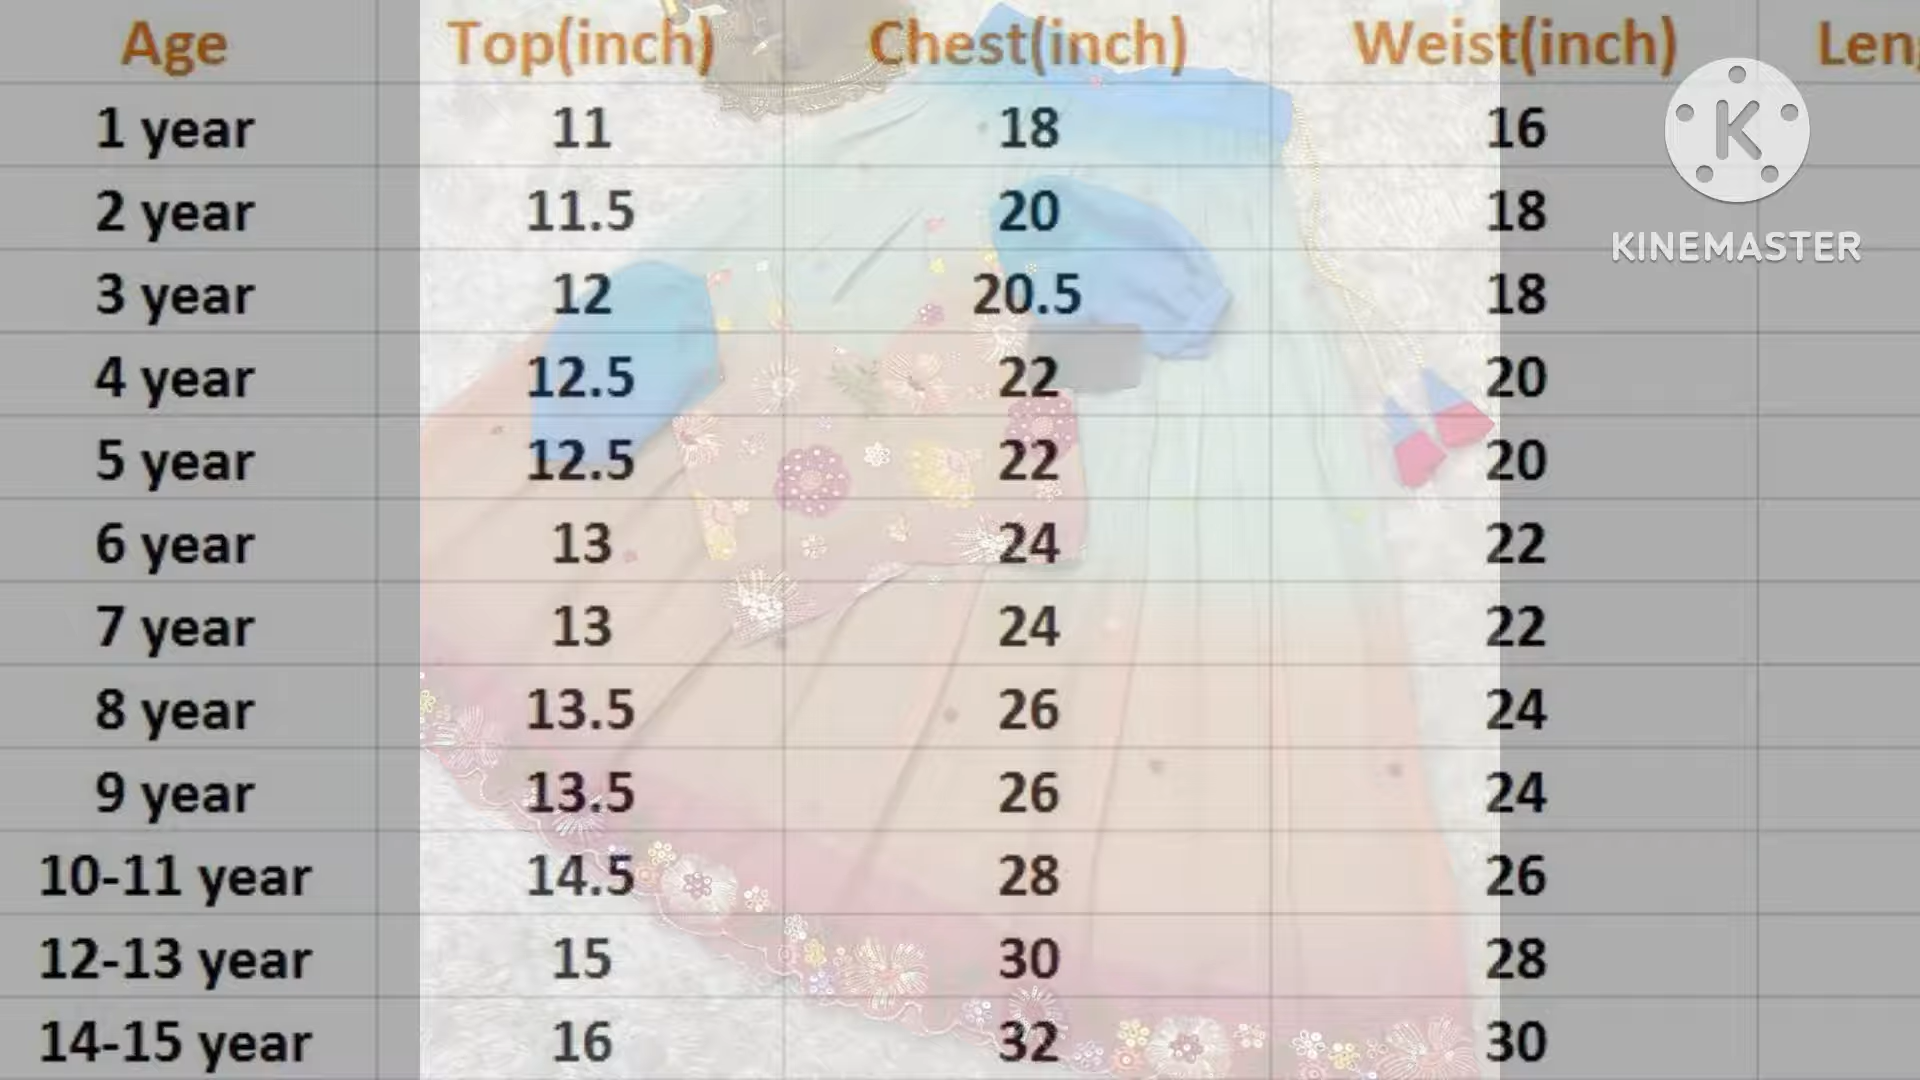 Age Top(inch) Chest(inch) Weist(inch) Len
1 year 11 18 16
2 year 11.5 20 18
3 year 12 20.5 18
4 year 12.5 22 20
5 year 12.5 22 20
6 year 13 24 22
7 year 13 24 22
8 year 13.5 26 24
9 year 13.5 26 24
10-11 year 14.5 28 26
12-13 year 15 30 28
14-15 year 16 32 30
K
KINEMASTER